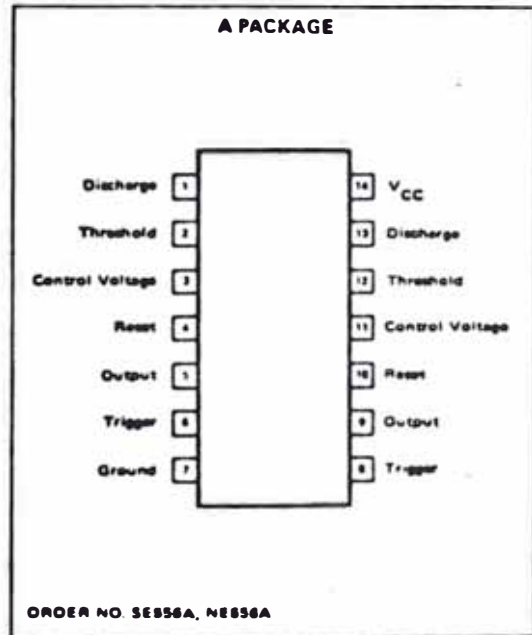 A PACKAGE
Discharge 1 14 VCC
Threshold 2 13 Discharge
Control Voltage 3 12 Threshold
Reset 4 11 Control Voltage
Output 5 10 Reset
Trigger 6 9 Output
Ground 7 8 Trigger
ORDER NO. SE556A, NE556A